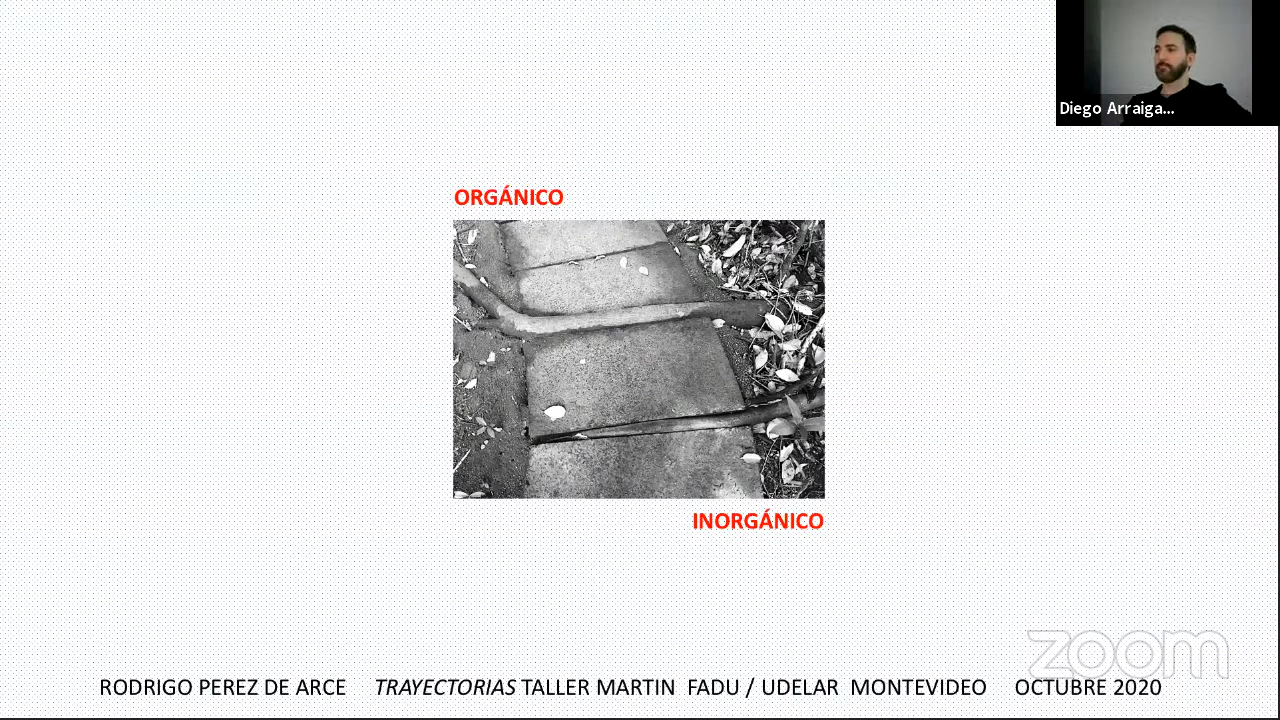 Diego Arraiga...
ORGÁNICO
INORGÁNICO
zoom
RODRIGO PEREZ DE ARCE TRAYECTORIAS TALLER MARTIN FADU / UDELAR MONTEVIDEO OCTUBRE 2020